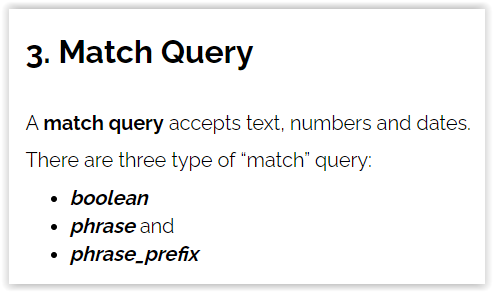 3. Match Query
A match query accepts text, numbers and dates.
There are three type of “match” query:
• boolean
• phrase and
• phrase_prefix